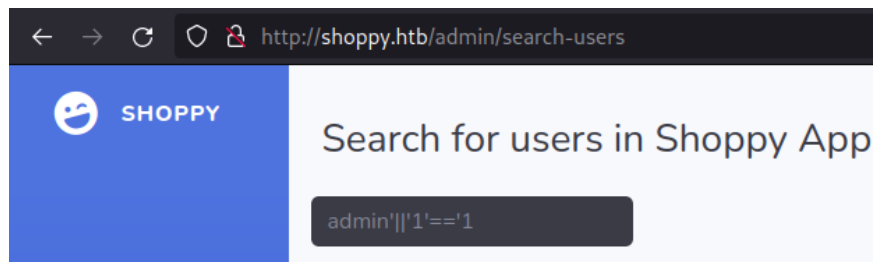 http://shoppy.htb/admin/search-users
SHOPPY
Search for users in Shoppy App
admin'||'1'=='1